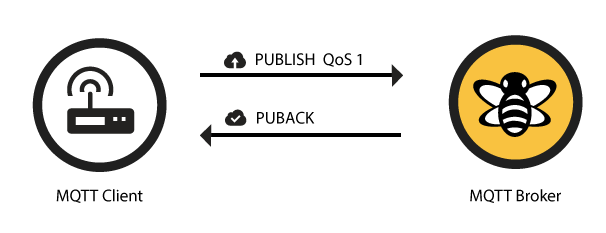 PUBLISH QoS 1
PUBACK
MQTT Client
MQTT Broker